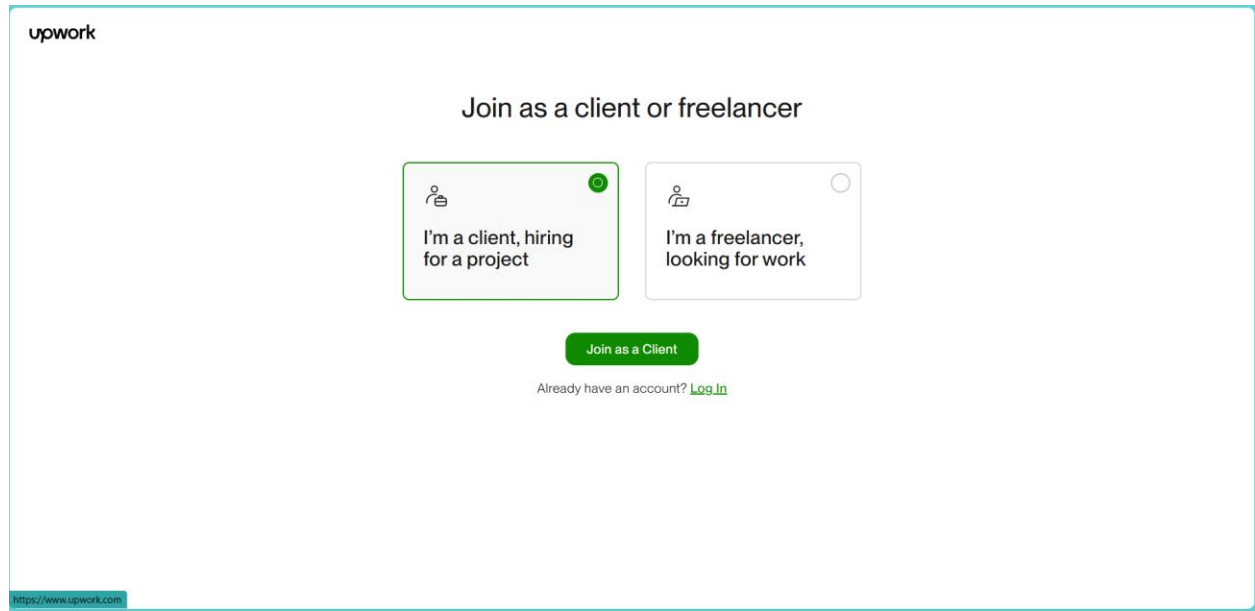 upwork
Join as a client or freelancer
I'm a client, hiring
for a project
I'm a freelancer,
looking for work
Join as a Client
Already have an account? Log In
https://www.upwork.com